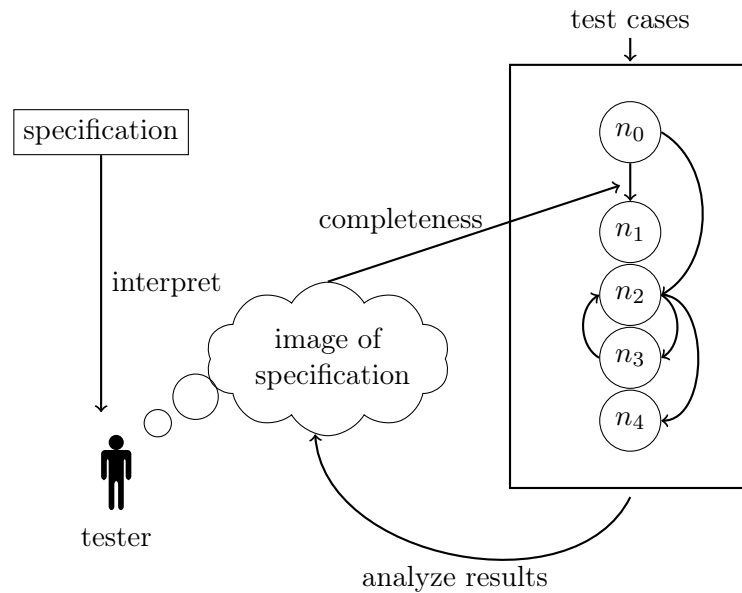 test cases
specification
n0
completeness
n1
interpret
n2
image of
specification
n3
n4
tester
analyze results